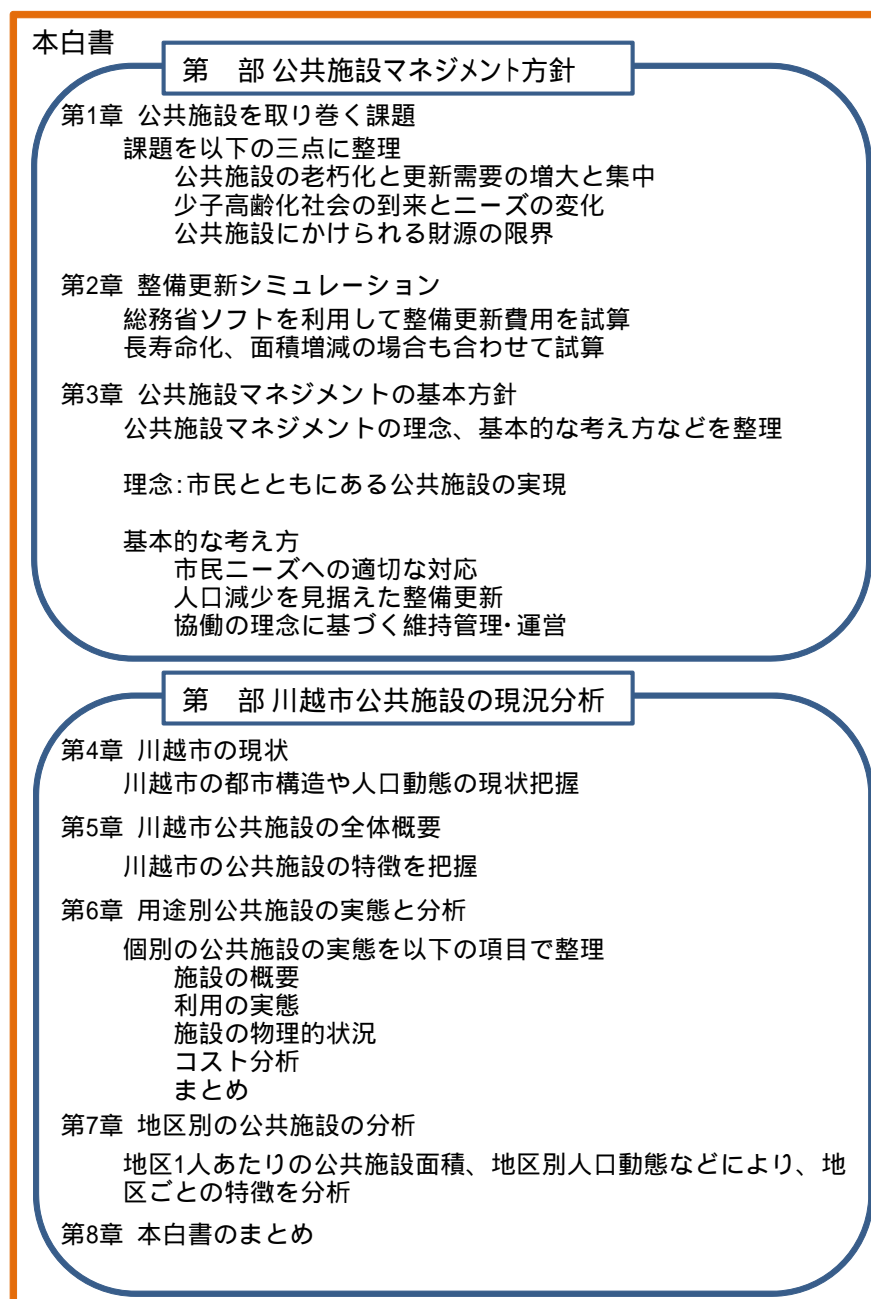 本白書
第　部 公共施設マネジメント方針
第1章 公共施設を取り巻く課題
課題を以下の三点に整理
公共施設の老朽化と更新需要の増大と集中
少子高齢化社会の到来とニーズの変化
公共施設にかけられる財源の限界
第2章 整備更新シミュレーション
総務省ソフトを利用して整備更新費用を試算
長寿命化、面積増減の場合も合わせて試算
第3章 公共施設マネジメントの基本方針
公共施設マネジメントの理念、基本的な考え方などを整理
理念:市民とともにある公共施設の実現
基本的な考え方
市民ニーズへの適切な対応
人口減少を見据えた整備更新
協働の理念に基づく維持管理・運営
第　部 川越市公共施設の現況分析
第4章 川越市の現状
川越市の都市構造や人口動態の現状把握
第5章 川越市公共施設の全体概要
川越市の公共施設の特徴を把握
第6章 用途別公共施設の実態と分析
個別の公共施設の実態を以下の項目で整理
施設の概要
利用の実態
施設の物理的状況
コスト分析
まとめ
第7章 地区別の公共施設の分析
地区1人あたりの公共施設面積、地区別人口動態などにより、地
区ごとの特徴を分析
第8章 本白書のまとめ